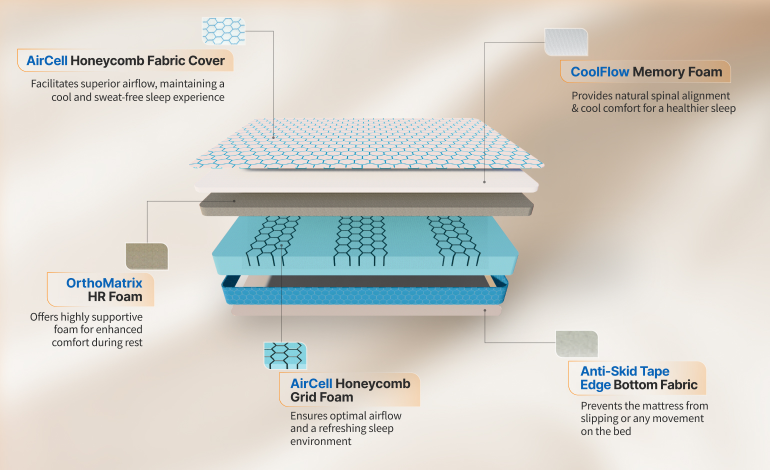 AirCell Honeycomb Fabric Cover
Facilitates superior airflow, maintaining a
cool and sweat-free sleep experience
CoolFlow Memory Foam
Provides natural spinal alignment
& cool comfort for a healthier sleep
OrthoMatrix
HR Foam
Offers highly supportive
foam for enhanced
comfort during rest
AirCell Honeycomb
Grid Foam
Ensures optimal airflow
and a refreshing sleep
environment
Anti-Skid Tape
Edge Bottom Fabric
Prevents the mattress from
slipping or any movement
on the bed